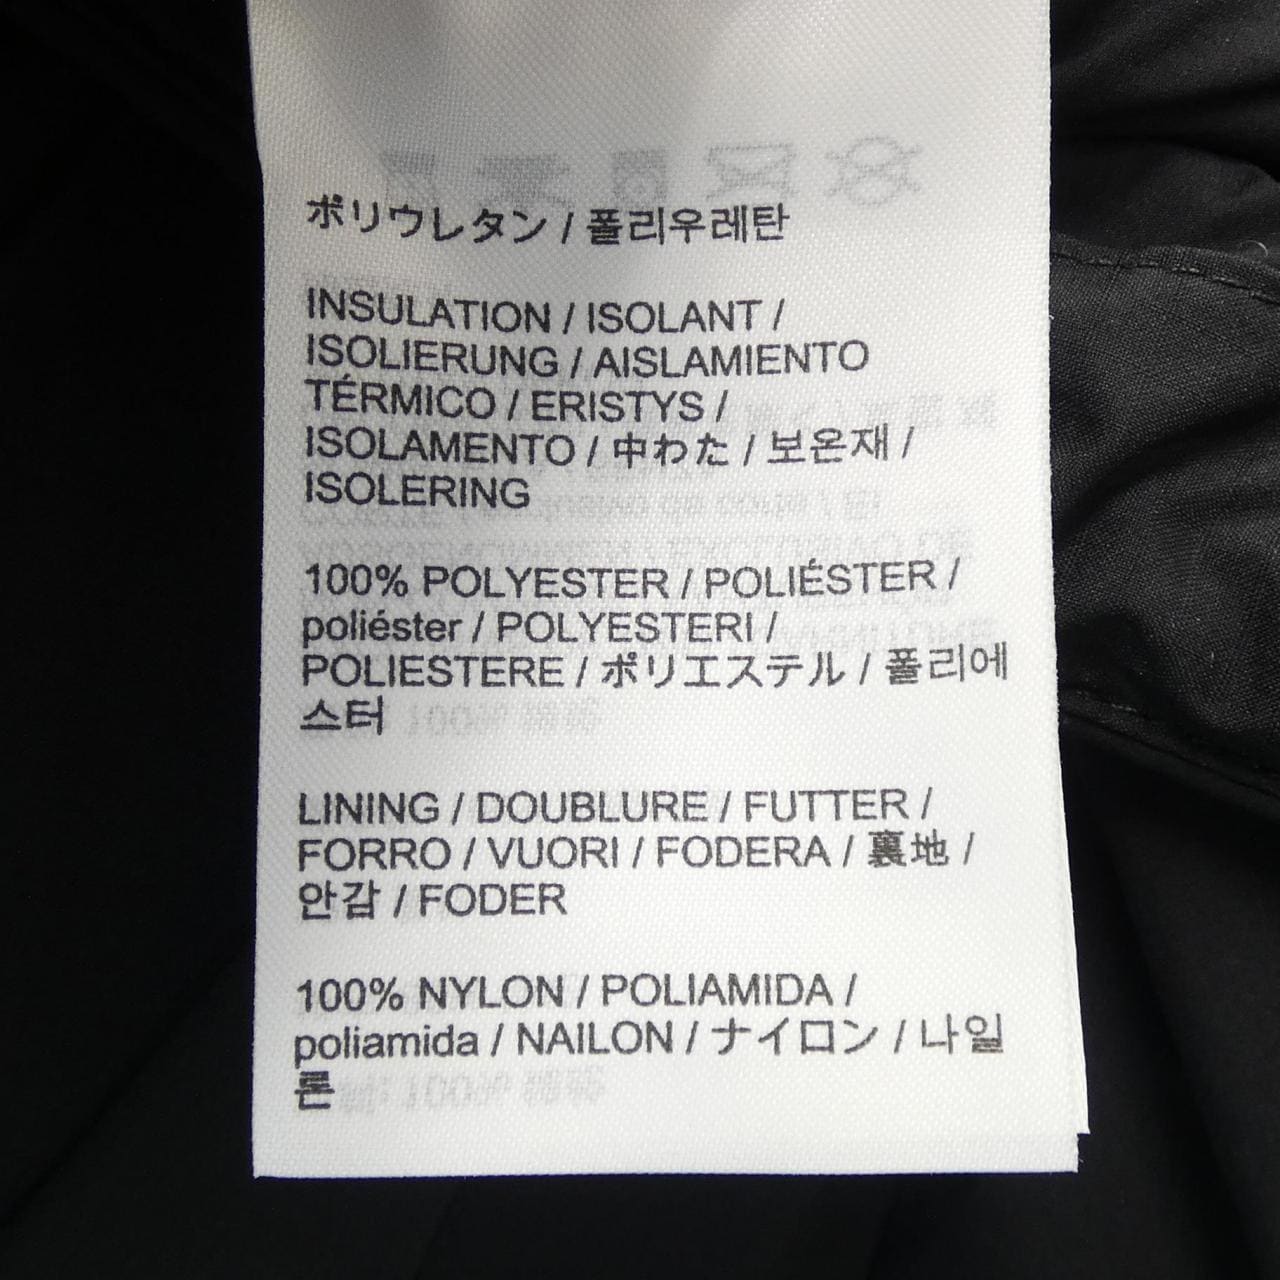 ポリウレタン / 폴리우레탄
INSULATION / ISOLANT /
ISOLIERUNG / AISLAMIENTO
TÉRMICO / ERISTYS /
ISOLAMENTO / 中わた / 보온재 /
ISOLERING
100% POLYESTER / POLIÉSTER /
poliéster / POLYESTERI /
POLIESTERE / ポリエステル / 폴리에
스터
LINING / DOUBLURE / FUTTER /
FORRO / VUORI / FODERA / 裏地 /
안감 / FODER
100% NYLON / POLIAMIDA /
poliamida / NAILON / ナイロン / 나일
론